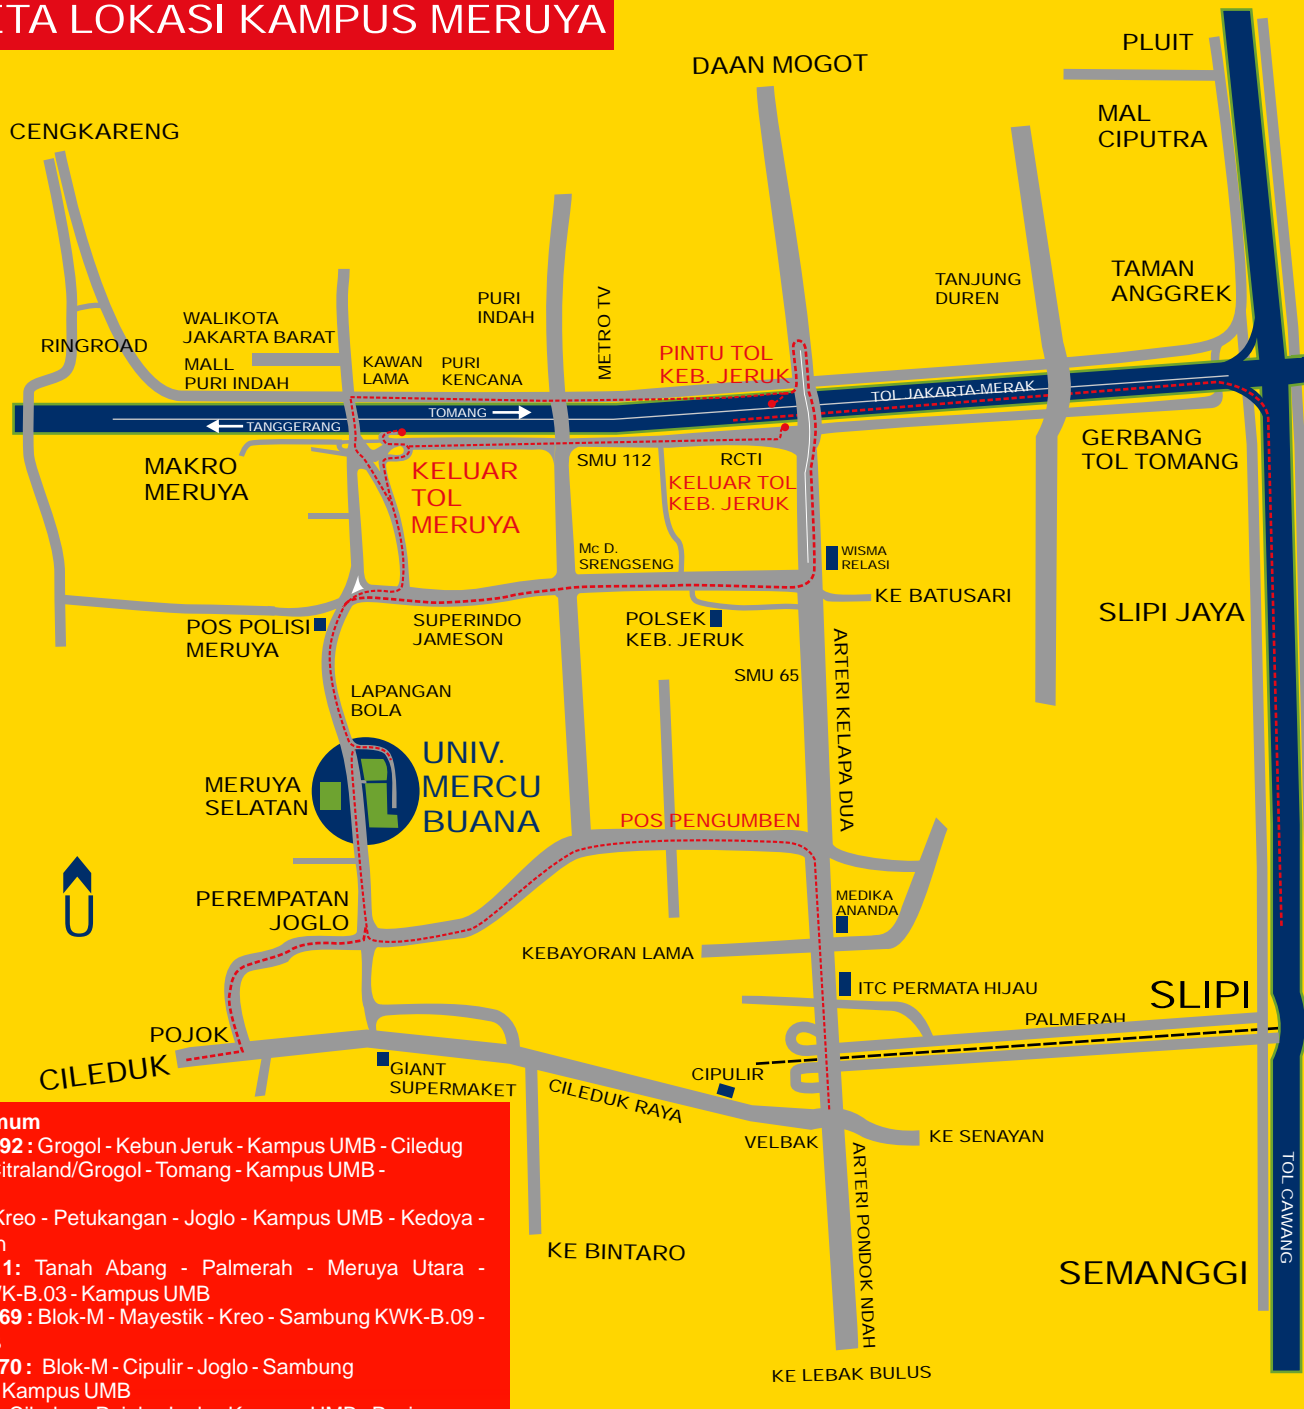 ETA LOKASI KAMPUS MERUYA
PLUIT
DAAN MOGOT
MAL
CIPUTRA
CENGKARENG
TANJUNG
DUREN
TAMAN
ANGGREK
PURI
INDAH
METRO TV
WALIKOTA
JAKARTA BARAT
RINGROAD
MALL
PURI INDAH
KAWAN
LAMA
PURI
KENCANA
PINTU TOL
KEB. JERUK
TOL JAKARTA-MERAK
TOMANG
TANGGERANG
MAKRO
MERUYA
KELUAR
TOL
MERUYA
SMU 112
RCTI
KELUAR TOL
KEB. JERUK
GERBANG
TOL TOMANG
Mc D.
SRENGSENG
WISMA
RELASI
KE BATUSARI
SLIPI JAYA
POS POLISI
MERUYA
SUPERINDO
JAMESON
POLSEK
KEB. JERUK
SMU 65
ARTERI KELAPA DUA
LAPANGAN
BOLA
MERUYA
SELATAN
UNIV.
MERCU
BUANA
POS PENGUMBEN
PEREMPATAN
JOGLO
MEDIKA
ANANDA
KEBAYORAN LAMA
U
ITC PERMATA HIJAU
SLIPI
PALMERAH
POJOK
CILEDUK
GIANT
SUPERMAKET
CILEDUK RAYA
CIPULIR
VELBAK
KE SENAYAN
ARTERI PONDOK NDAH
TOL CAWANG
KE BINTARO
SEMANGGI
KE LEBAK BULUS
mum
92 : Grogol - Kebun Jeruk - Kampus UMB - Ciledug
Citraland/Grogol - Tomang - Kampus UMB -
Kreo - Petukangan - Joglo - Kampus UMB - Kedoya -
n
1: Tanah Abang - Palmerah - Meruya Utara -
WK-B.03 - Kampus UMB
69 : Blok-M - Mayestik - Kreo - Sambung KWK-B.09 -
70 : Blok-M - Cipulir - Joglo - Sambung
Kampus UMB